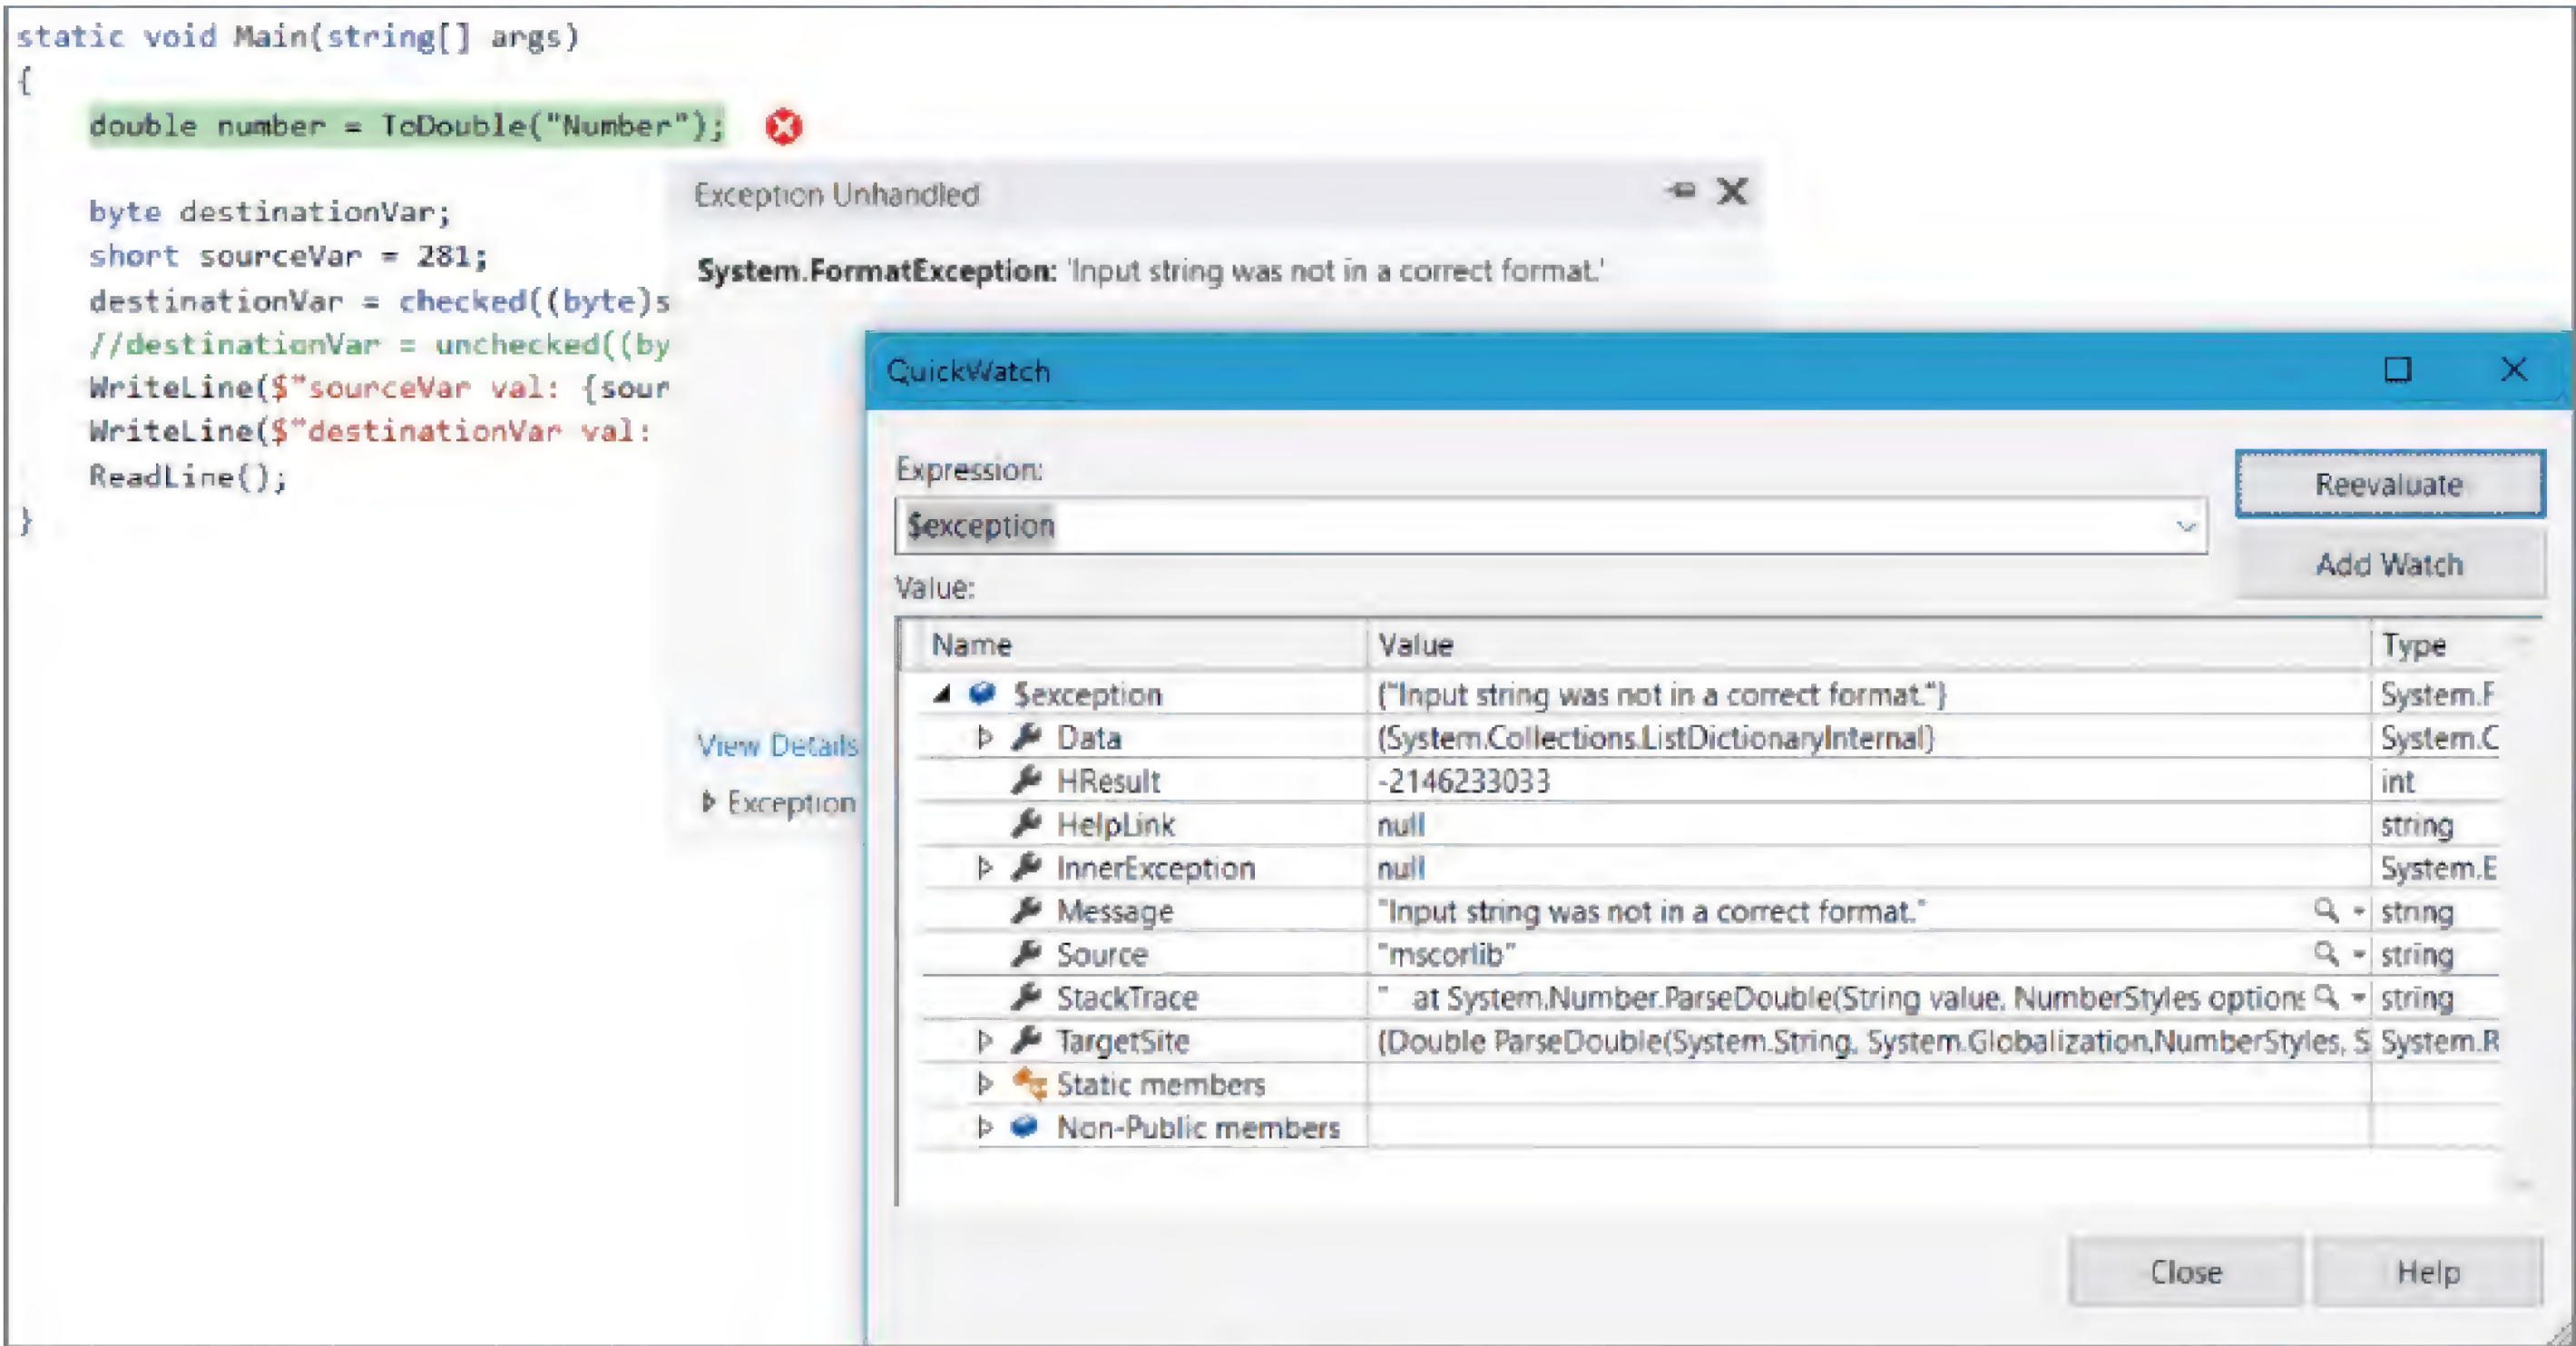 static void Main(string[] args)
{
double number = ToDouble("Number");
byte destinationVar;
short sourceVar = 281;
destinationVar = checked((byte)s
//destinationVar = unchecked((by
WriteLine($"sourceVar val: {sour
WriteLine($"destinationVar val:
ReadLine();
}
Exception Unhandled
System.FormatException: 'Input string was not in a correct format.'
View Details
Exception
QuickWatch
Expression:
$exception
Reevaluate
Add Watch
Value:
Name Value Type
$exception {"Input string was not in a correct format."} System.F
Data {System.Collections.ListDictionaryInternal} System.C
HResult -2146233033 int
HelpLink null string
InnerException null System.E
Message "Input string was not in a correct format." string
Source "mscorlib" string
StackTrace " at System.Number.ParseDouble(String value, NumberStyles options string
TargetSite {Double ParseDouble(System.String, System.Globalization.NumberStyles, S System.R
Static members
Non-Public members
Close Help